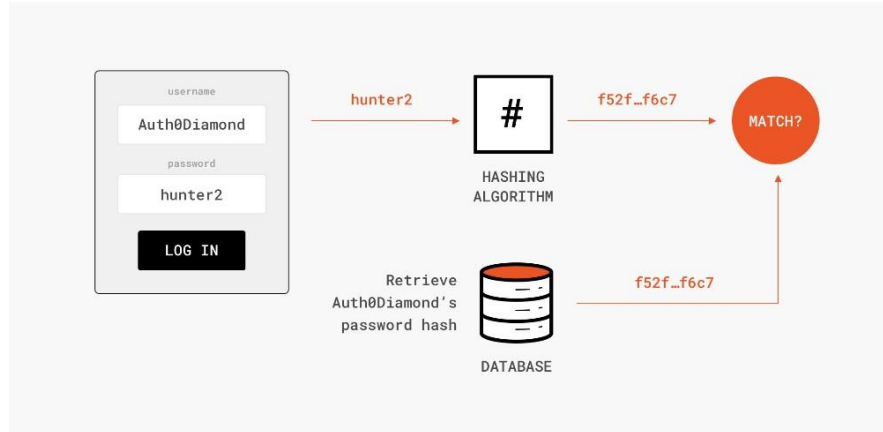 username
Auth0Diamond
password
hunter2
LOG IN
hunter2
#
HASHING
ALGORITHM
f52f…f6c7
MATCH?
Retrieve
Auth0Diamond’s
password hash
DATABASE
f52f…f6c7